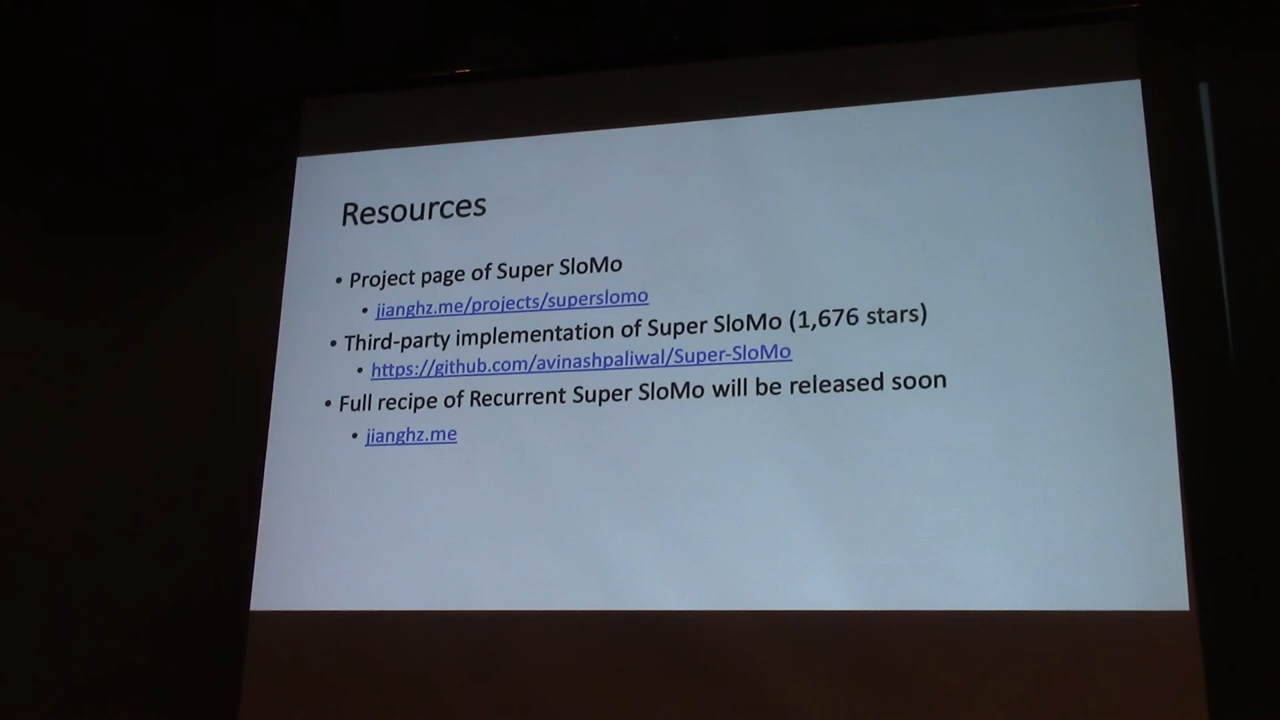 Resources
• Project page of Super SloMo
• jianghz.me/projects/superslomo
• Third-party implementation of Super SloMo (1,676 stars)
• https://github.com/avinashpaliwal/Super-SloMo
• Full recipe of Recurrent Super SloMo will be released soon
• jianghz.me